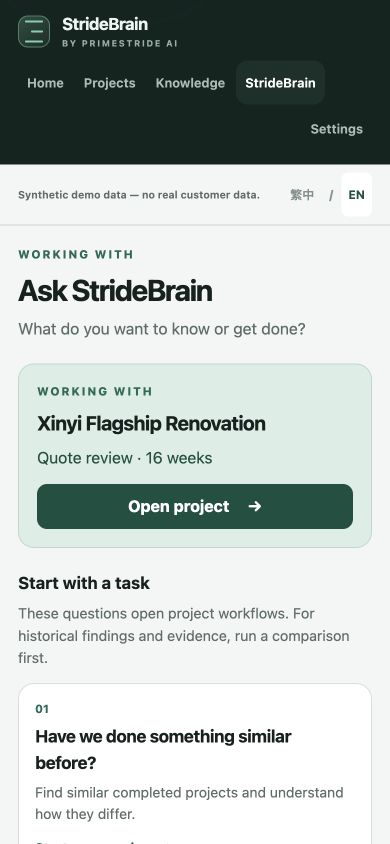 StrideBrain
BY PRIMESTRIDE AI
Home Projects Knowledge StrideBrain
Settings
Synthetic demo data — no real customer data. 繁中 / EN
WORKING WITH
Ask StrideBrain
What do you want to know or get done?
WORKING WITH
Xinyi Flagship Renovation
Quote review · 16 weeks
Open project →
Start with a task
These questions open project workflows. For
historical findings and evidence, run a comparison
first.
01
Have we done something similar
before?
Find similar completed projects and understand
how they differ.